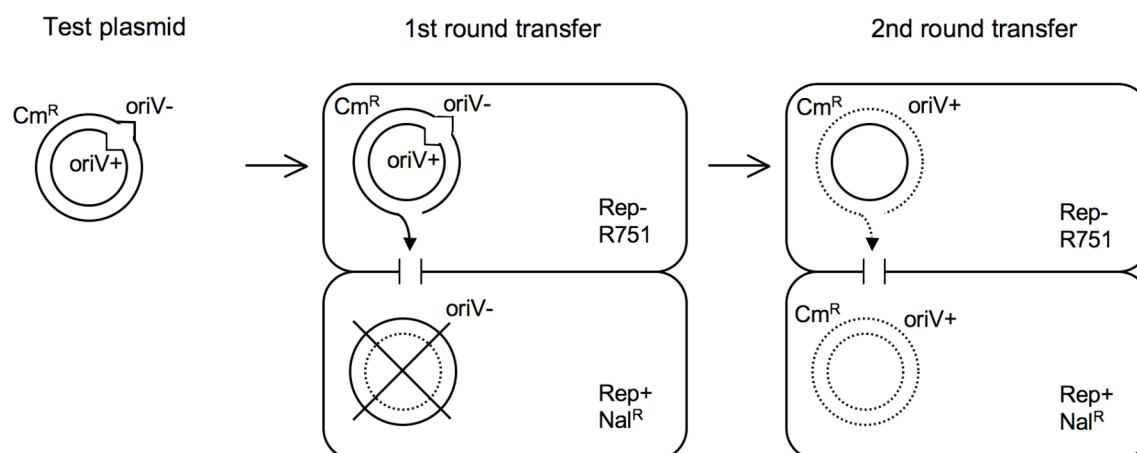 Test plasmid
1st round transfer
2nd round transfer
Cm^R
oriV-
oriV+
Cm^R
oriV-
oriV+
Rep-
R751
oriV-
Rep+
Nal^R
Cm^R
oriV+
Rep-
R751
Cm^R
oriV+
Rep+
Nal^R